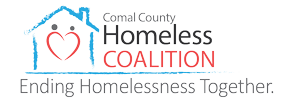 Comal County
Homeless
COALITION
Ending Homelessness Together.